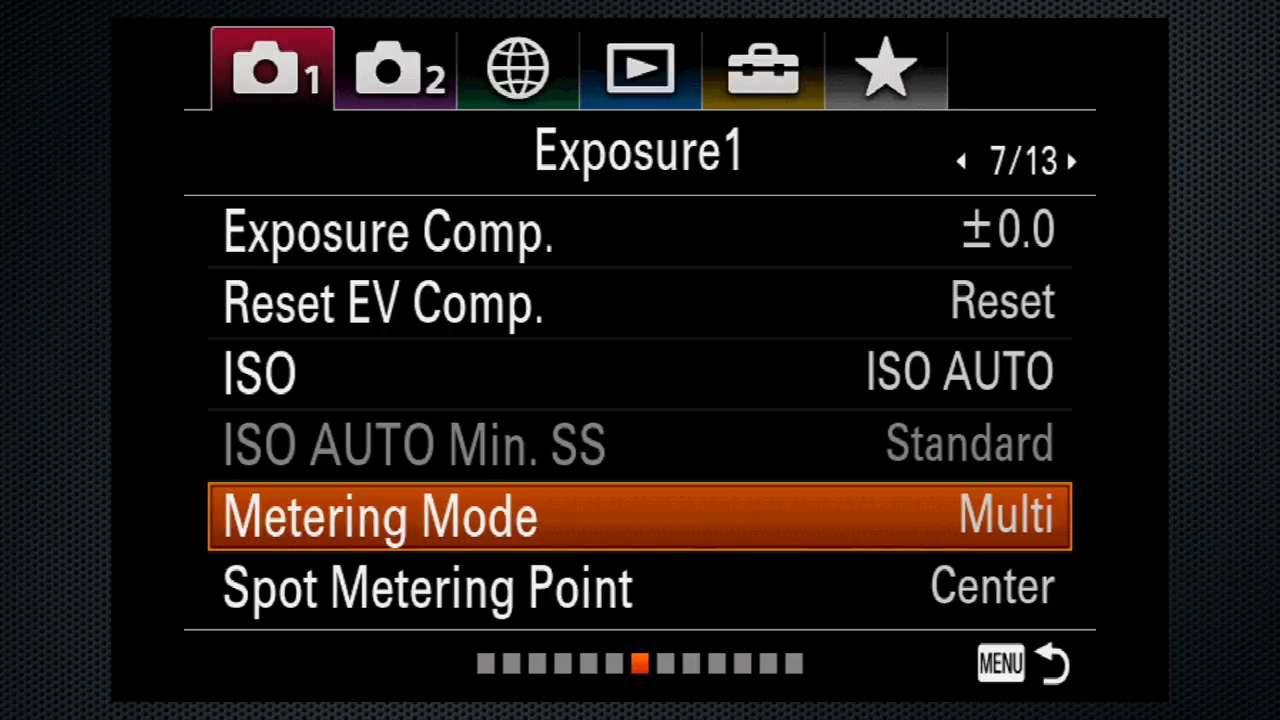 1 2
Exposure1 7/13
Exposure Comp. ±0.0
Reset EV Comp. Reset
ISO ISO AUTO
ISO AUTO Min. SS Standard
Metering Mode Multi
Spot Metering Point Center
MENU